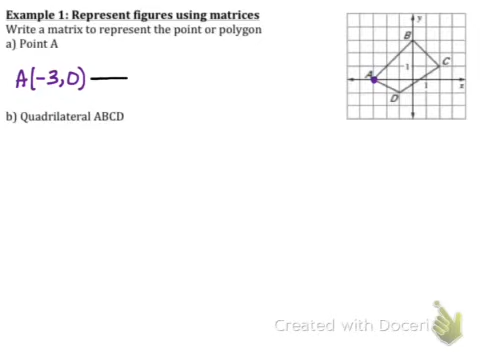 Example 1: Represent figures using matrices
Write a matrix to represent the point or polygon
a) Point A
A(-3,0)
b) Quadrilateral ABCD
y
B
C
1
A
1
x
D
Created with Doceri